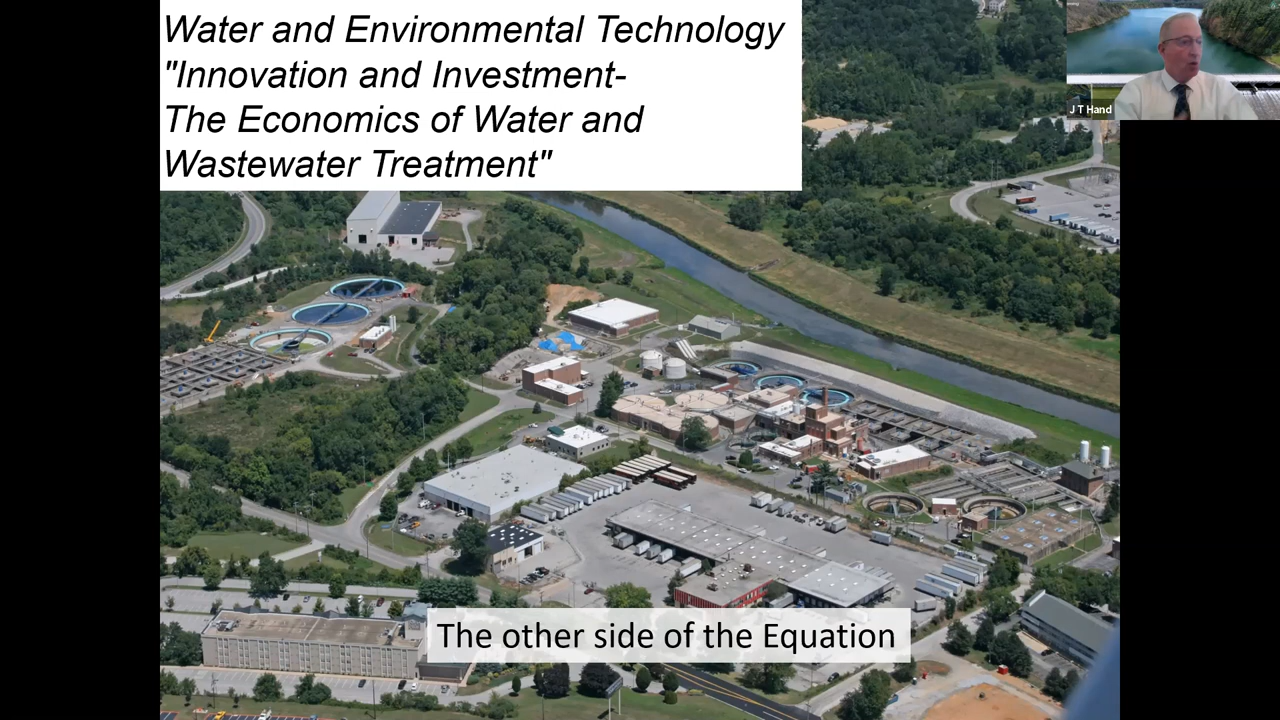 Water and Environmental Technology
"Innovation and Investment-
The Economics of Water and
Wastewater Treatment"
J T Hand
The other side of the Equation